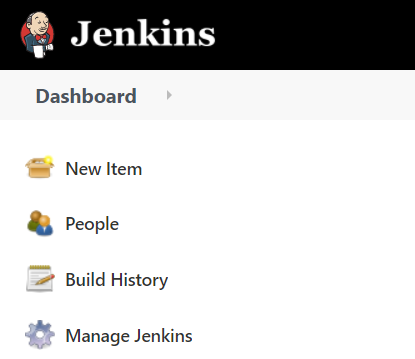 Jenkins
Dashboard
New Item
People
Build History
Manage Jenkins